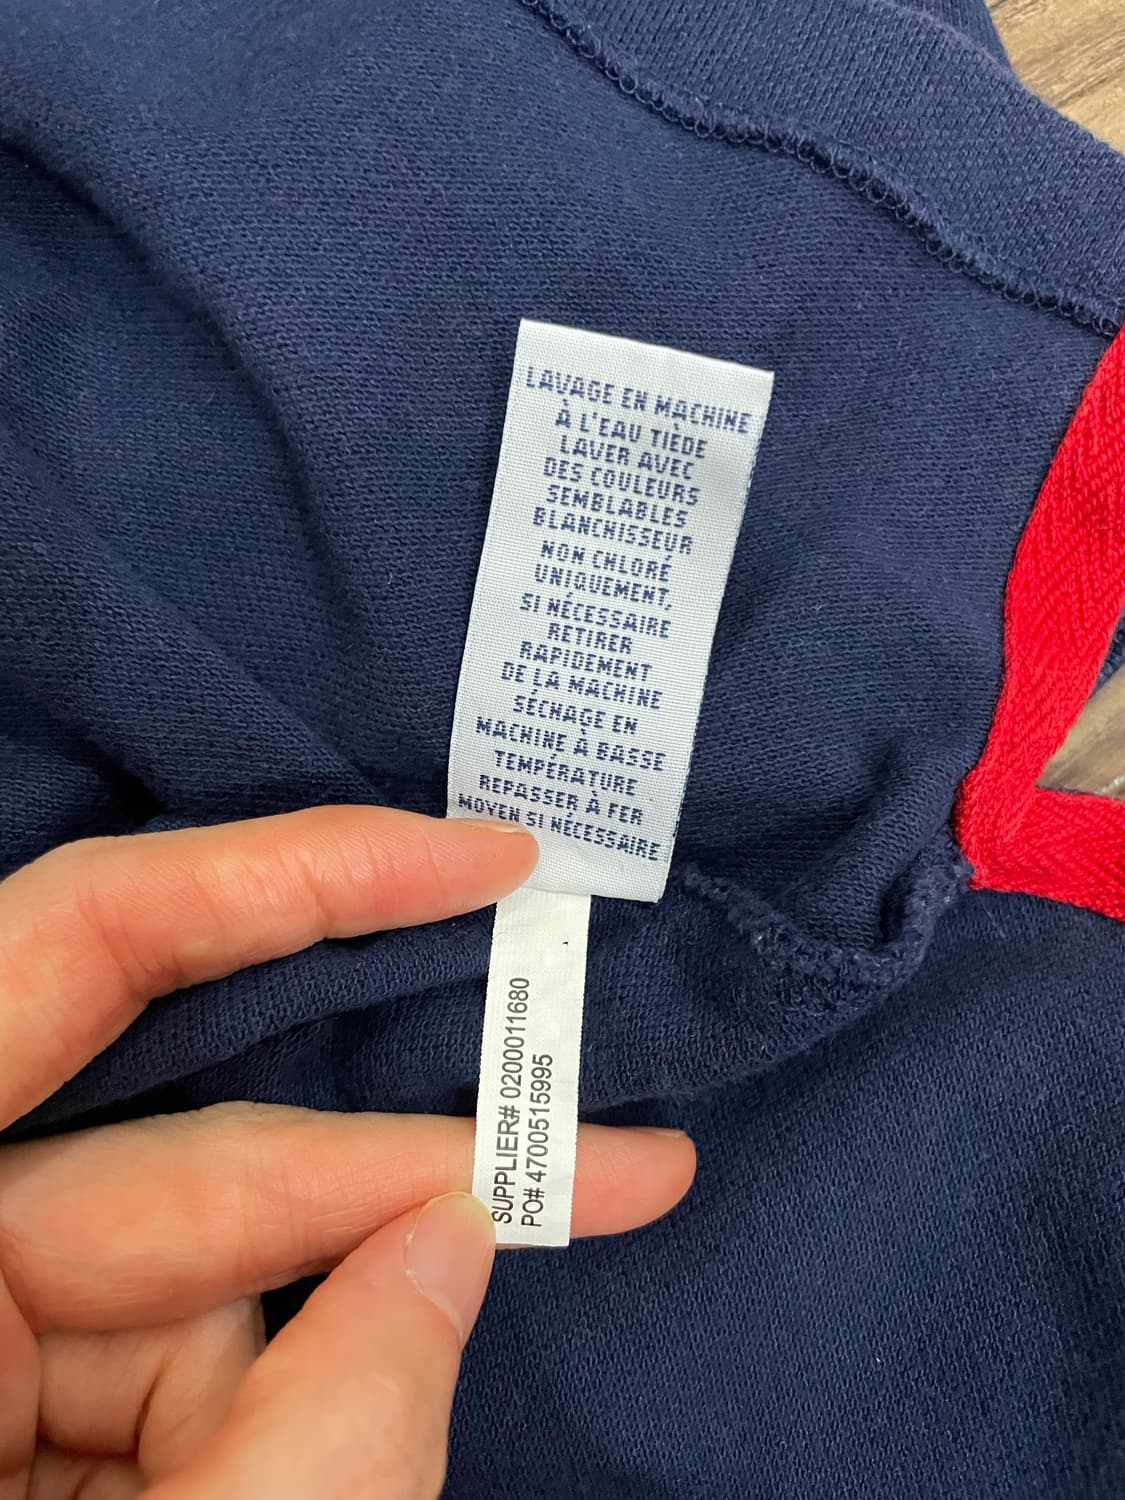 LAVAGE EN MACHINE
À L'EAU TIÈDE
LAVER AVEC
DES COULEURS
SEMBLABLES
BLANCHISSEUR
NON CHLORÉ
UNIQUEMENT,
SI NÉCESSAIRE
RETIRER
RAPIDEMENT
DE LA MACHINE
SÉCHAGE EN
MACHINE À BASSE
TEMPÉRATURE
REPASSER À FER
MOYEN SI NÉCESSAIRE
SUPPLIER# 0200011680
PO# 4700515995